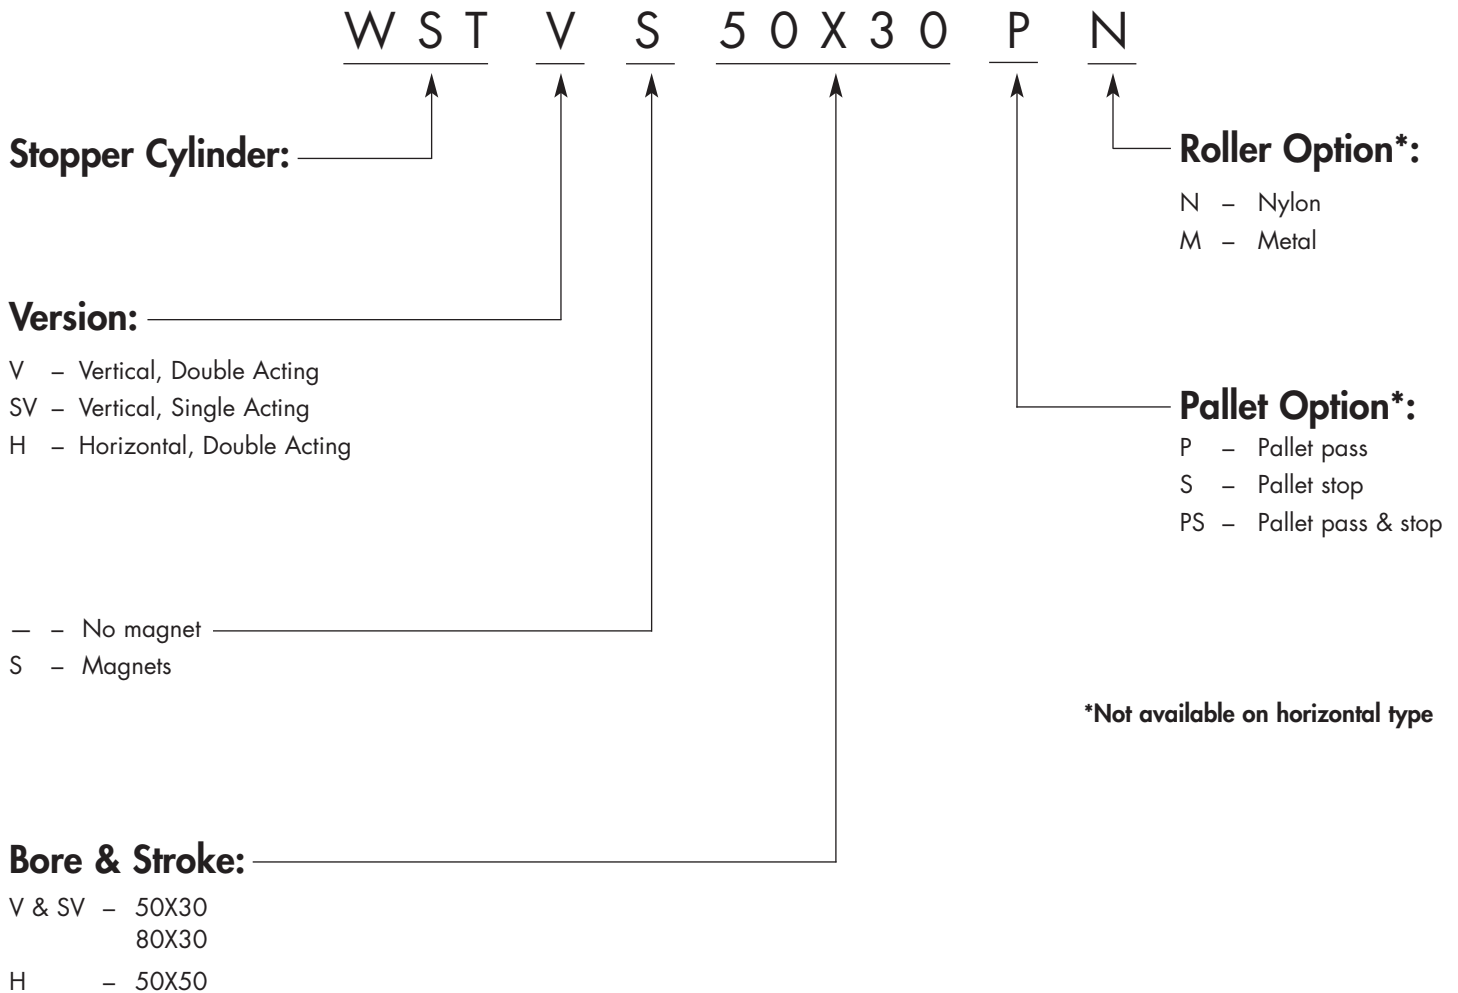 W S T V S 5 0 X 3 0 P N
Stopper Cylinder:
Roller Option*:
N – Nylon
M – Metal
Version:
V – Vertical, Double Acting
SV – Vertical, Single Acting
H – Horizontal, Double Acting
Pallet Option*:
P – Pallet pass
S – Pallet stop
PS – Pallet pass & stop
— – No magnet
S – Magnets
*Not available on horizontal type
Bore & Stroke:
V & SV – 50X30
80X30
H – 50X50